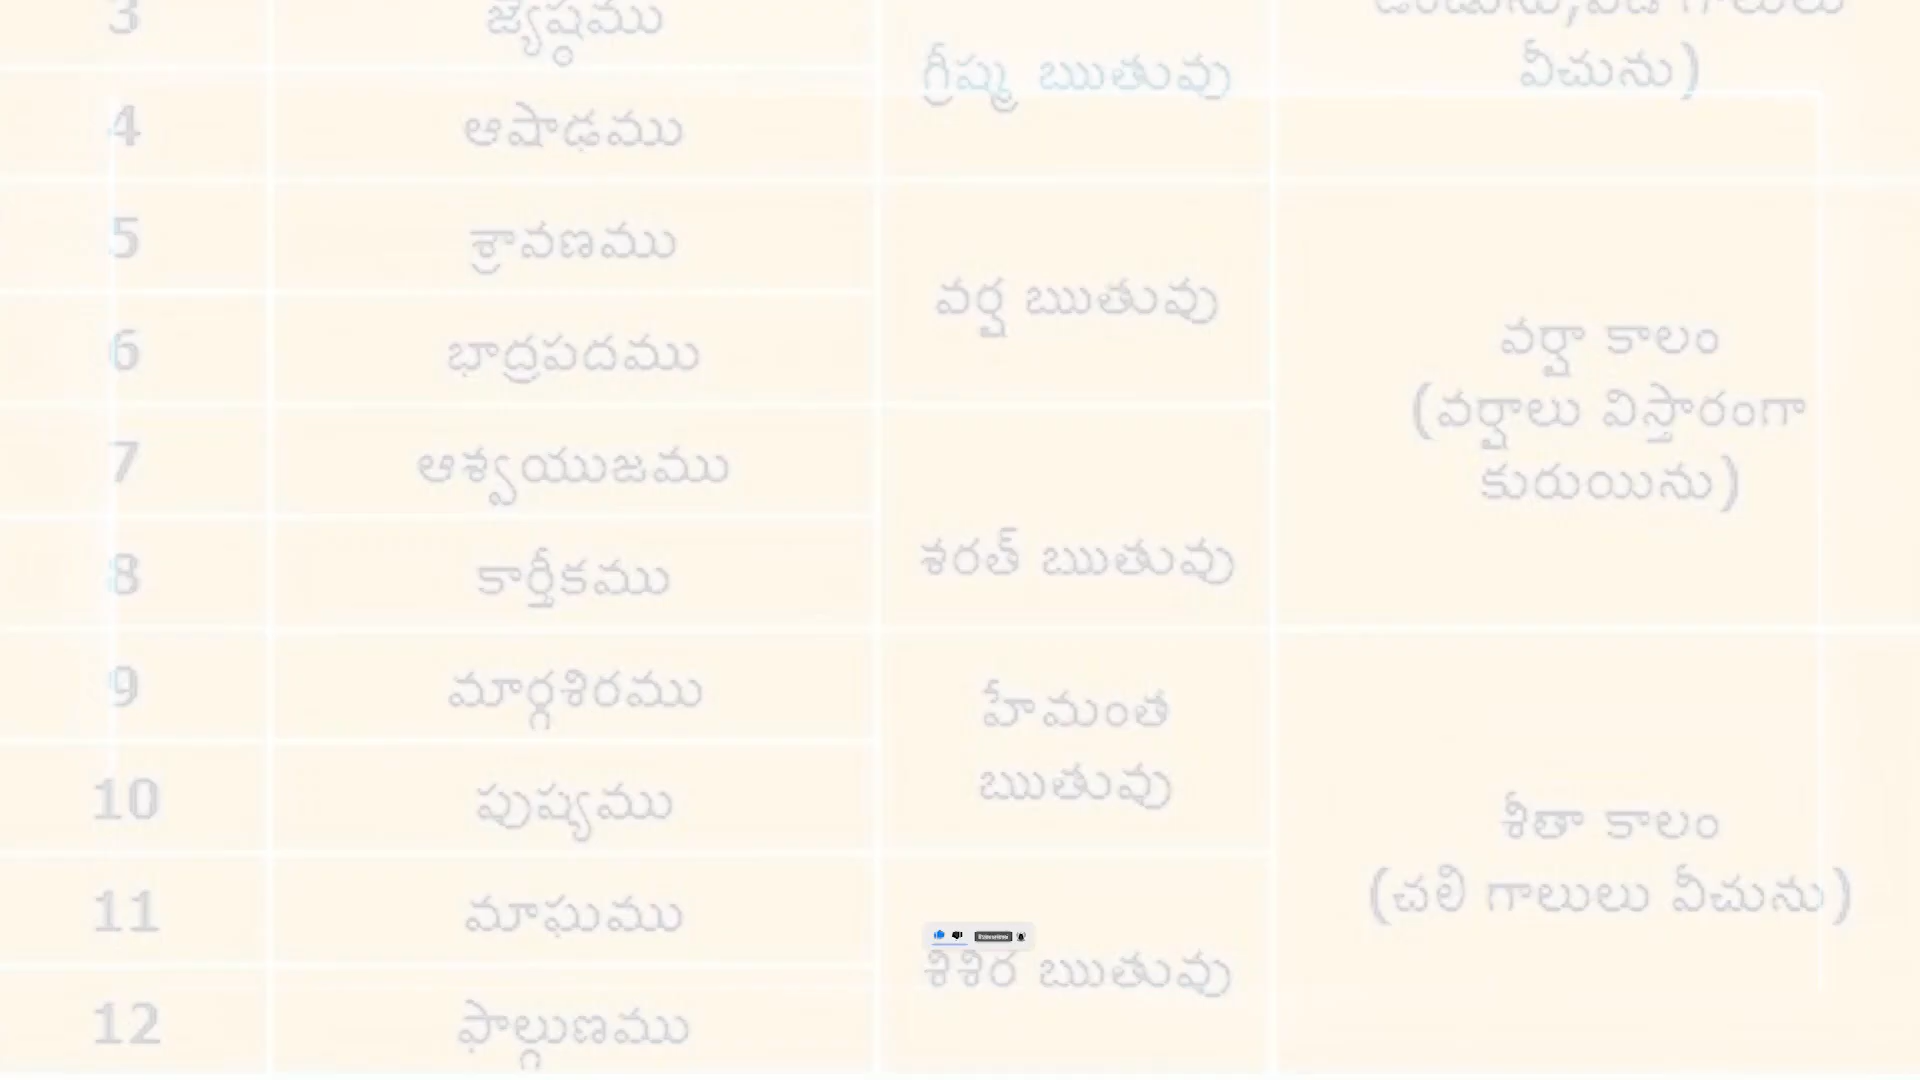 3 జ్యేష్ఠము
గ్రీష్మ ఋతువు
వీచును)
4 ఆషాఢము
5 శ్రావణము
వర్ష ఋతువు
6 భాద్రపదము
7 ఆశ్వయుజము
వర్షా కాలం
(వర్షాలు విస్తారంగా
కురుయిును)
శరత్ ఋతువు
8 కార్తీకము
9 మార్గశిరము
హేమంత
ఋతువు
10 పుష్యము
శీతా కాలం
(చలి గాలులు వీచును)
11 మాఘము
శిశిర ఋతువు
12 ఫాల్గుణము